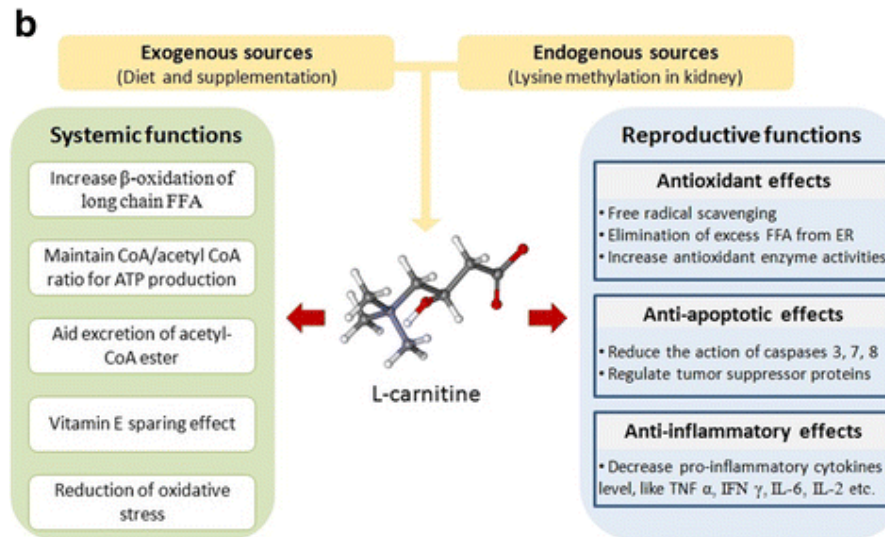 b
Exogenous sources
(Diet and supplementation)
Endogenous sources
(Lysine methylation in kidney)
Systemic functions
Increase β-oxidation of
long chain FFA
Maintain CoA/acetyl CoA
ratio for ATP production
Aid excretion of acetyl-
CoA ester
Vitamin E sparing effect
Reduction of oxidative
stress
L-carnitine
Reproductive functions
Antioxidant effects
• Free radical scavenging
• Elimination of excess FFA from ER
• Increase antioxidant enzyme activities
Anti-apoptotic effects
• Reduce the action of caspases 3, 7, 8
• Regulate tumor suppressor proteins
Anti-inflammatory effects
• Decrease pro-inflammatory cytokines
level, like TNF α, IFN γ, IL-6, IL-2 etc.